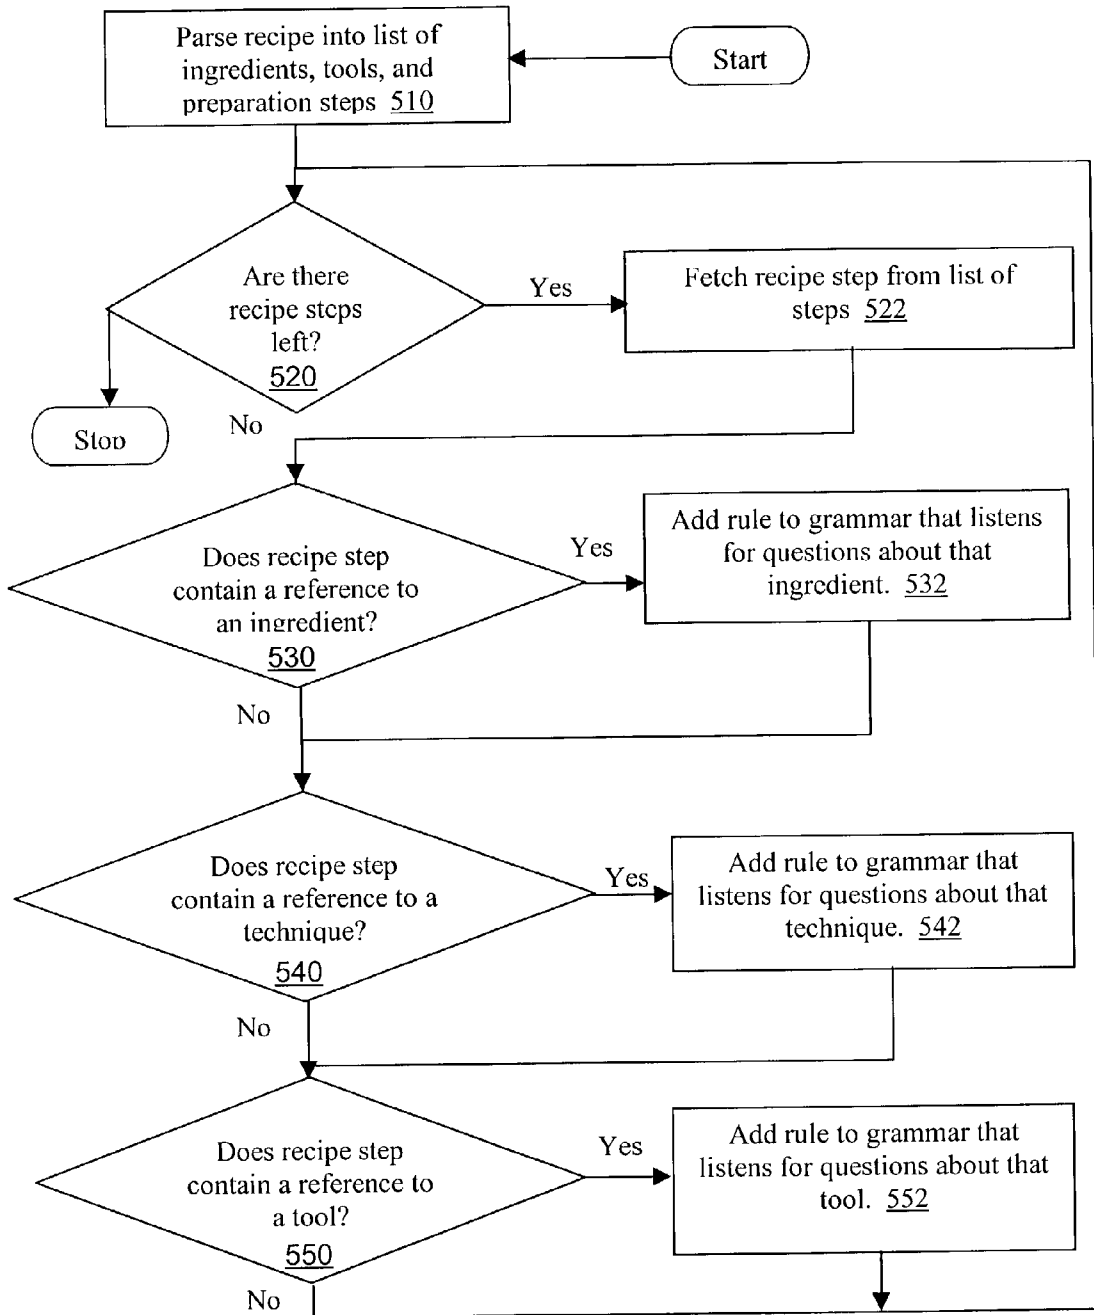 Parse recipe into list of
ingredients, tools, and
preparation steps 510
Start
Are there
recipe steps
left?
520
Yes
Fetch recipe step from list of
steps 522
No
Stop
Does recipe step
contain a reference to
an ingredient?
530
Yes
Add rule to grammar that listens
for questions about that
ingredient. 532
No
Does recipe step
contain a reference to a
technique?
540
Yes
Add rule to grammar that
listens for questions about that
technique. 542
No
Does recipe step
contain a reference to
a tool?
550
Yes
Add rule to grammar that
listens for questions about that
tool. 552
No